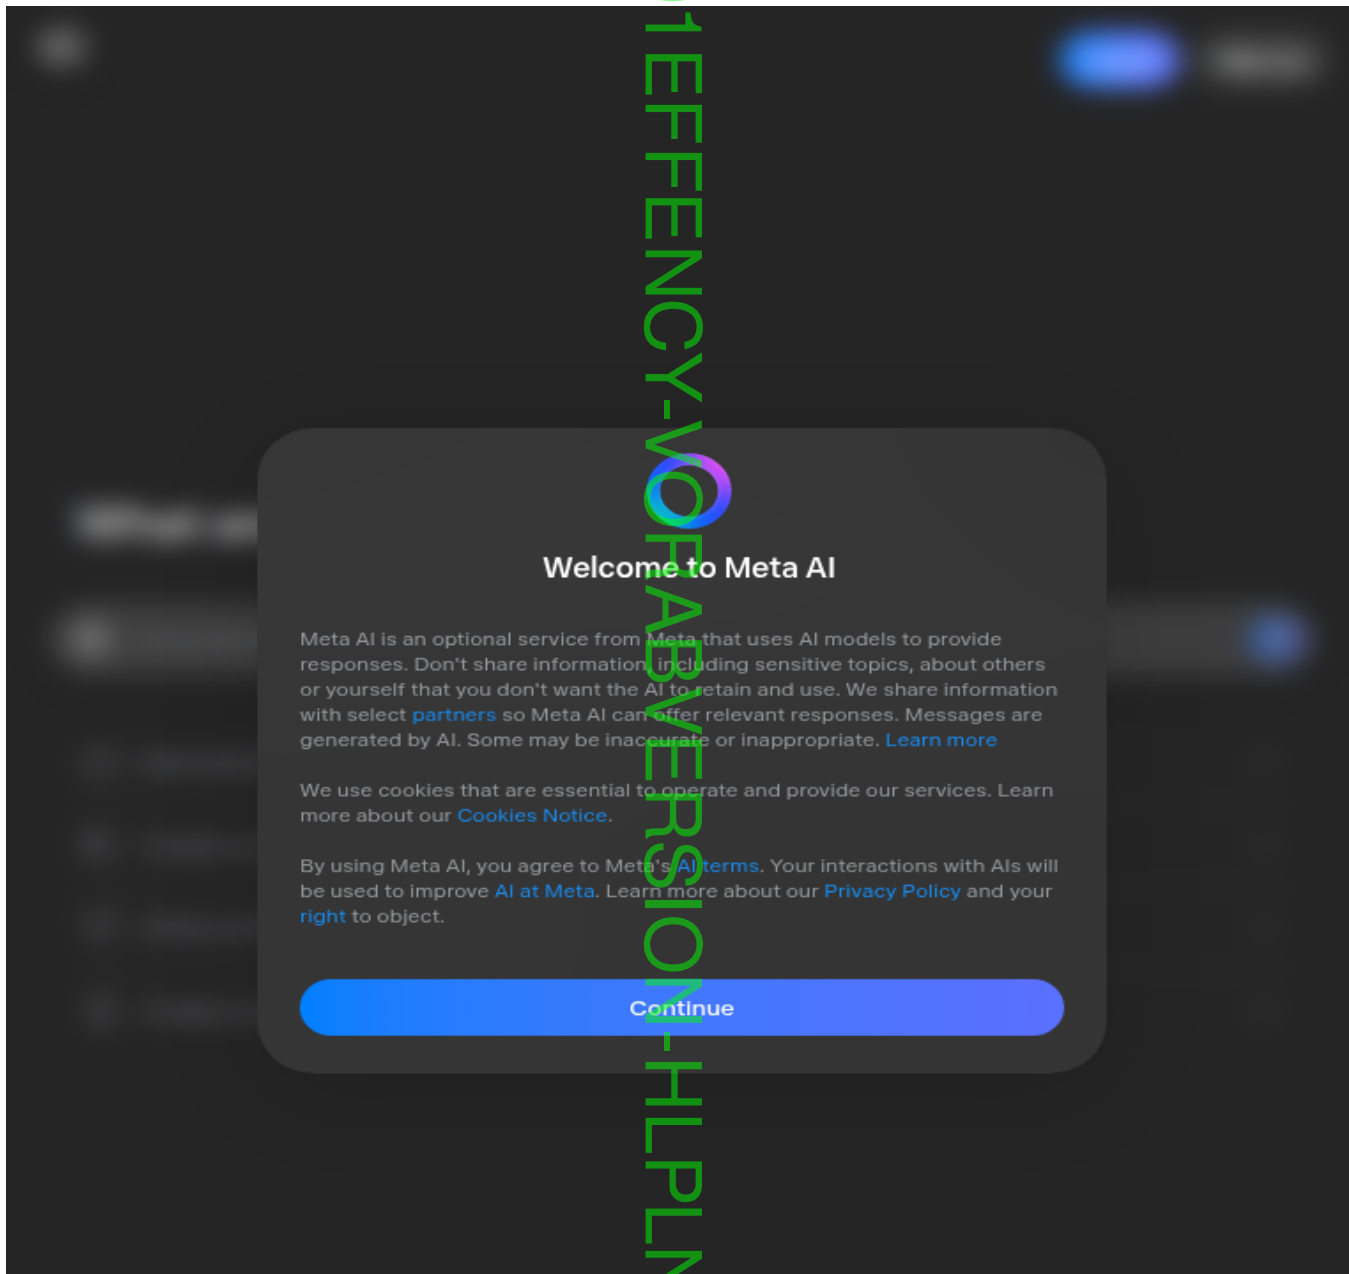 Welcome to Meta AI
Meta AI is an optional service from Meta that uses AI models to provide
responses. Don't share information, including sensitive topics, about others
or yourself that you don't want the AI to retain and use. We share information
with select partners so Meta AI can offer relevant responses. Messages are
generated by AI. Some may be inaccurate or inappropriate. Learn more
We use cookies that are essential to operate and provide our services. Learn
more about our Cookies Notice.
By using Meta AI, you agree to Meta's AI terms. Your interactions with AIs will
be used to improve AI at Meta. Learn more about our Privacy Policy and your
right to object.
Continue
1EFFENCY-VORABVERSION-HLPLN